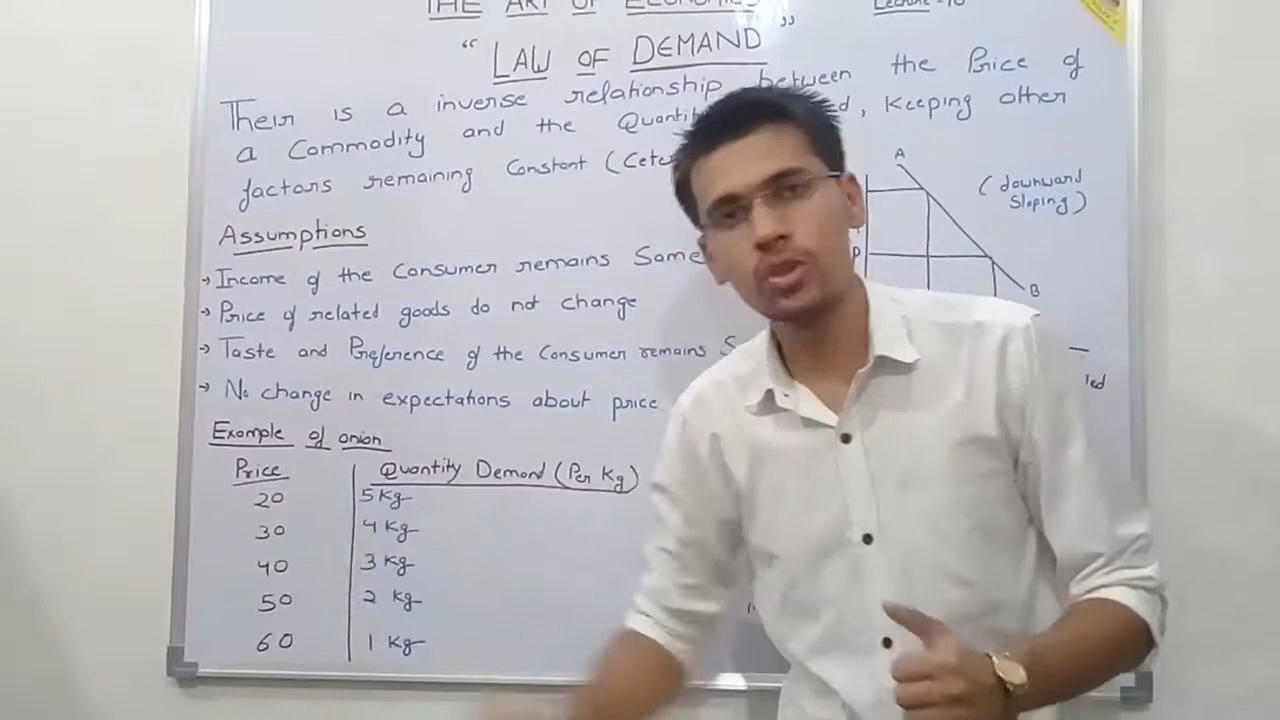 THE ART OF ECONOMICS
Lecture -10
“ LAW OF DEMAND ”
Their is a inverse relationship between the Price of
a Commodity and the , Keeping other
factors remaining Constant
Assumptions
→ Income of the Consumer remains Same
→ Price of related goods do not change
→ Taste and Preference of the Consumer remains
→ No change in expectations about price
Example of onion
Price Quantity Demand (Per Kg)
20 5 Kg
30 4 Kg
40 3 Kg
50 2 Kg
60 1 Kg
A
(downward
Sloping)
P
B